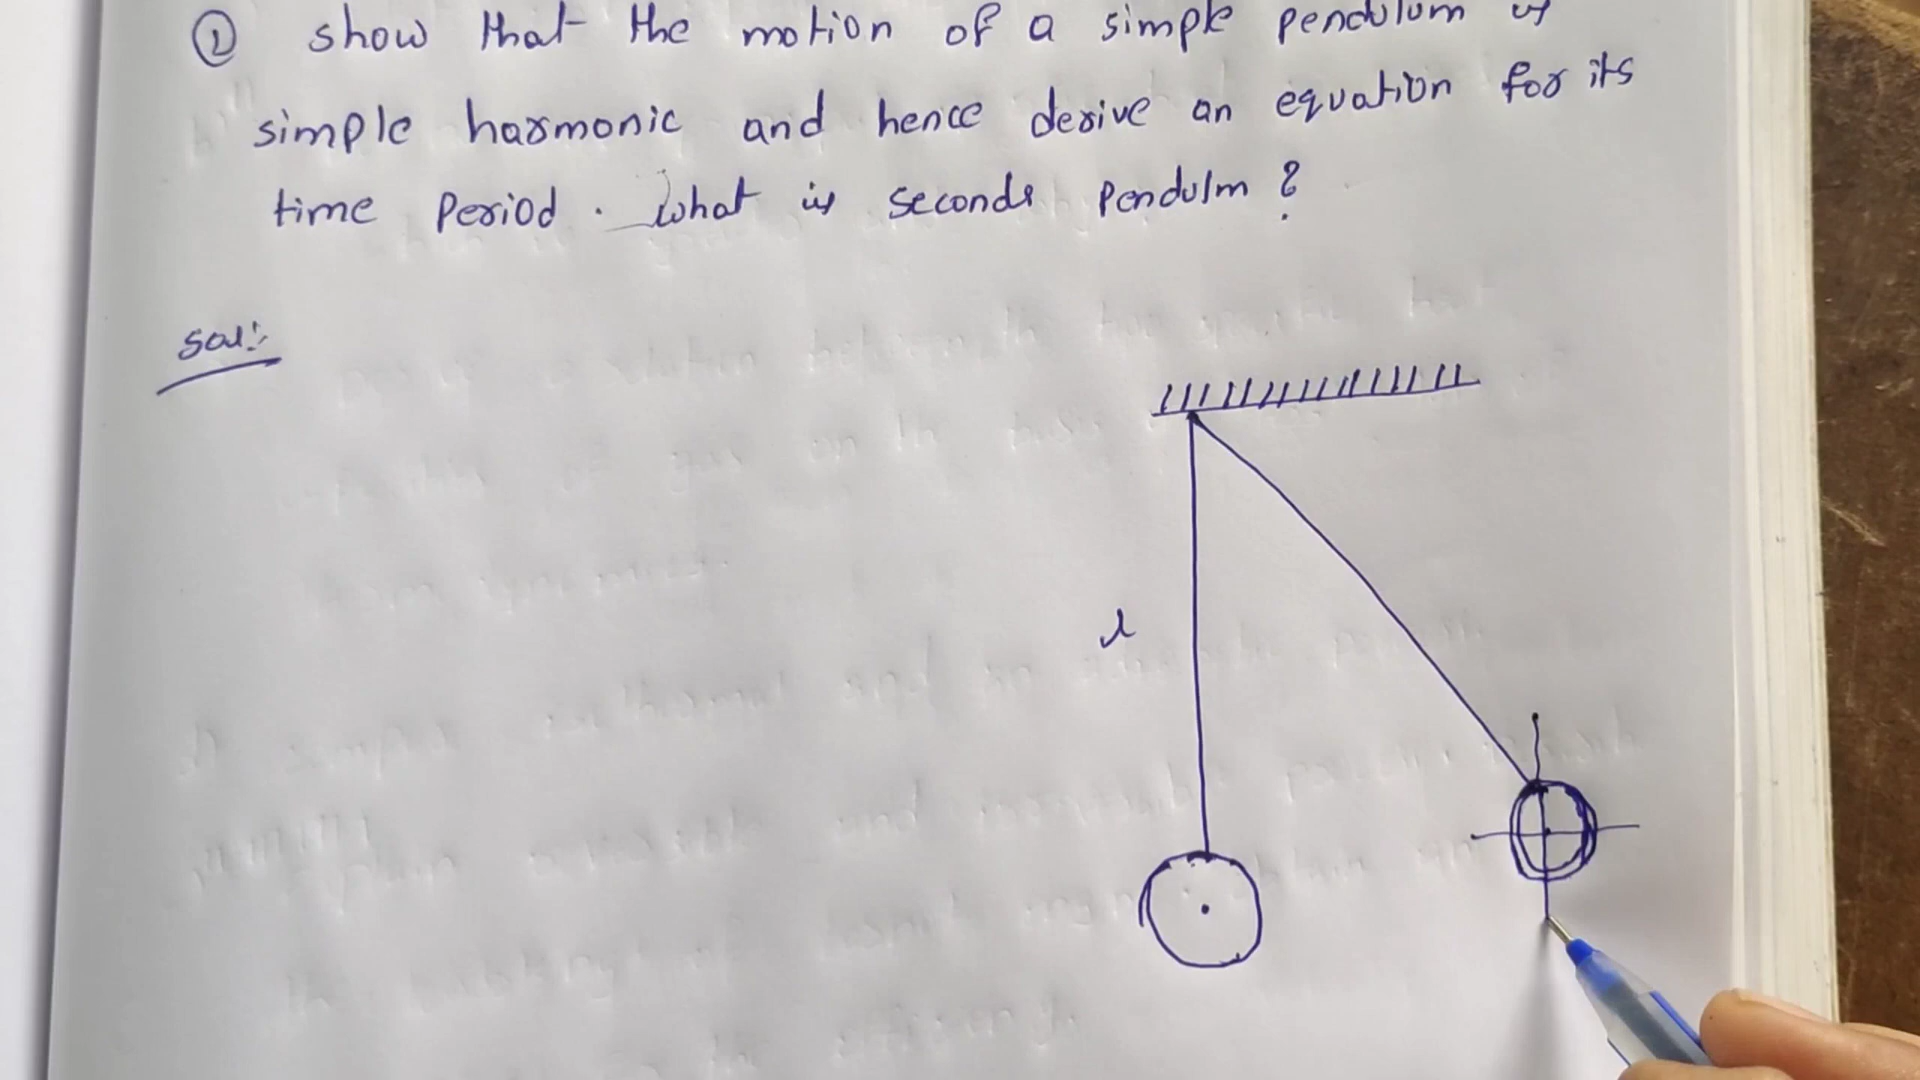 ① show that the motion of a simple pendulum is
simple harmonic and hence derive an equation for its
time Period . What is seconds Pendulm ?
Sol:
l